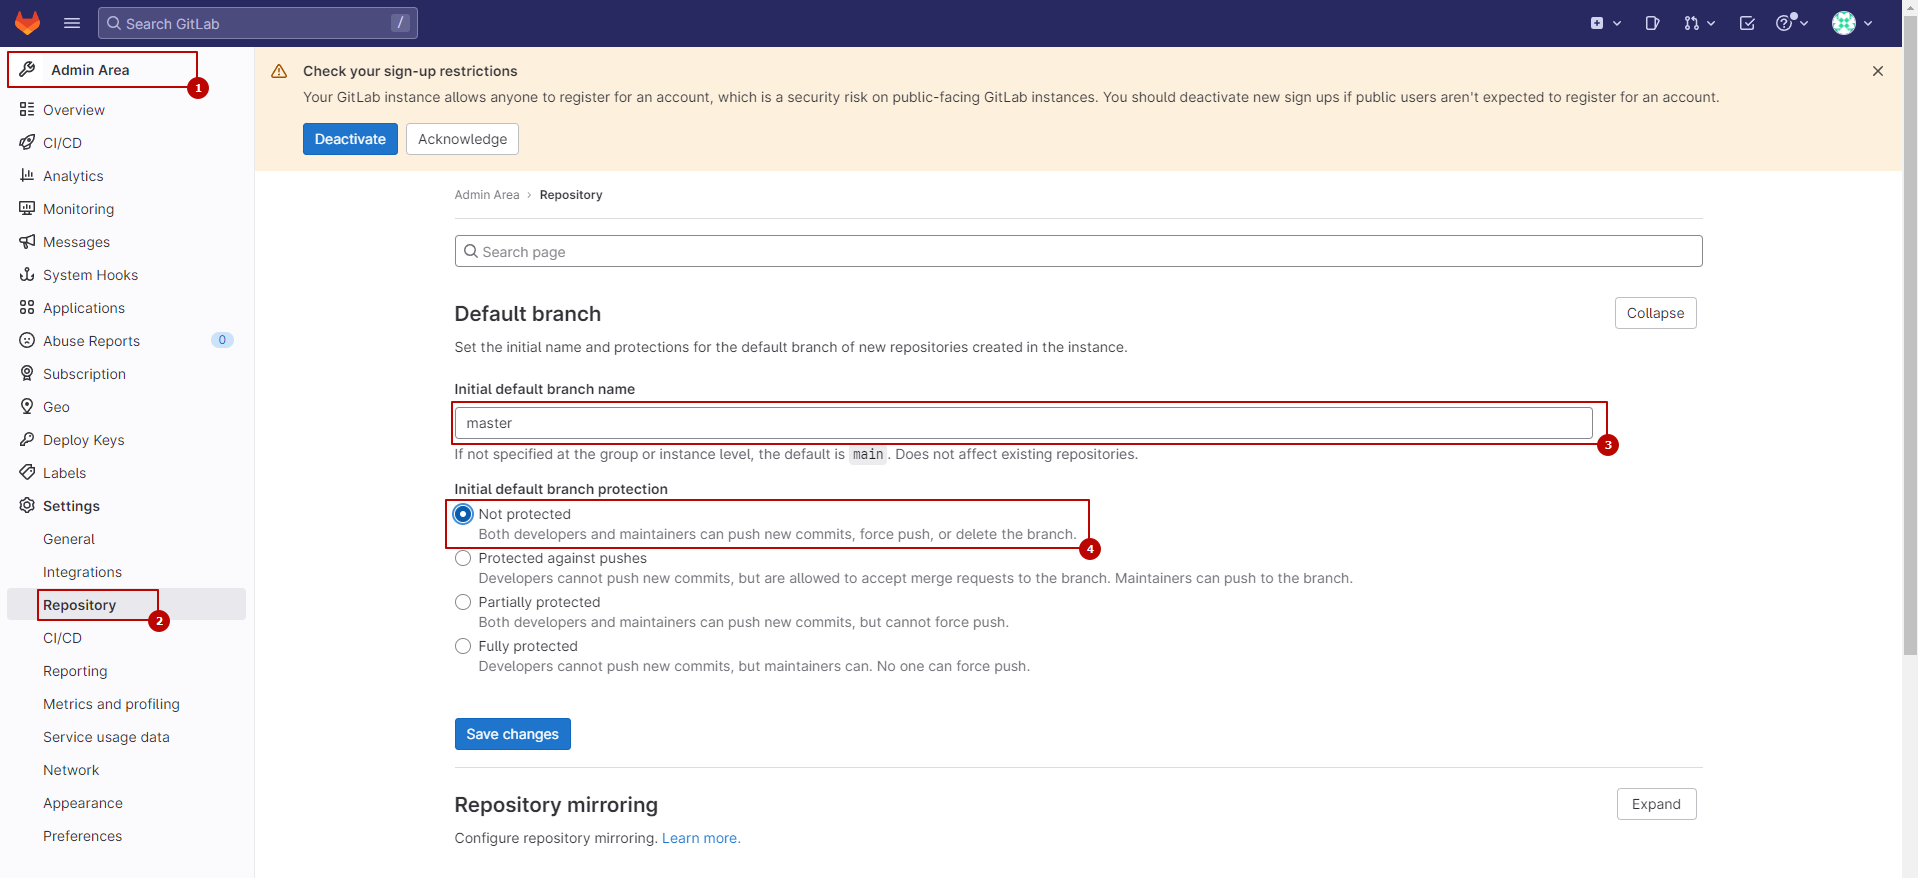 Search GitLab /
Admin Area
1
Overview
CI/CD
Analytics
Monitoring
Messages
System Hooks
Applications
Abuse Reports 0
Subscription
Geo
Deploy Keys
Labels
Settings
General
Integrations
Repository
2
CI/CD
Reporting
Metrics and profiling
Service usage data
Network
Appearance
Preferences
Check your sign-up restrictions
Your GitLab instance allows anyone to register for an account, which is a security risk on public-facing GitLab instances. You should deactivate new sign ups if public users aren't expected to register for an account.
Deactivate Acknowledge
Admin Area › Repository
Search page
Default branch Collapse
Set the initial name and protections for the default branch of new repositories created in the instance.
Initial default branch name
master
3
If not specified at the group or instance level, the default is main. Does not affect existing repositories.
Initial default branch protection
Not protected
Both developers and maintainers can push new commits, force push, or delete the branch.
4
Protected against pushes
Developers cannot push new commits, but are allowed to accept merge requests to the branch. Maintainers can push to the branch.
Partially protected
Both developers and maintainers can push new commits, but cannot force push.
Fully protected
Developers cannot push new commits, but maintainers can. No one can force push.
Save changes
Repository mirroring Expand
Configure repository mirroring. Learn more.